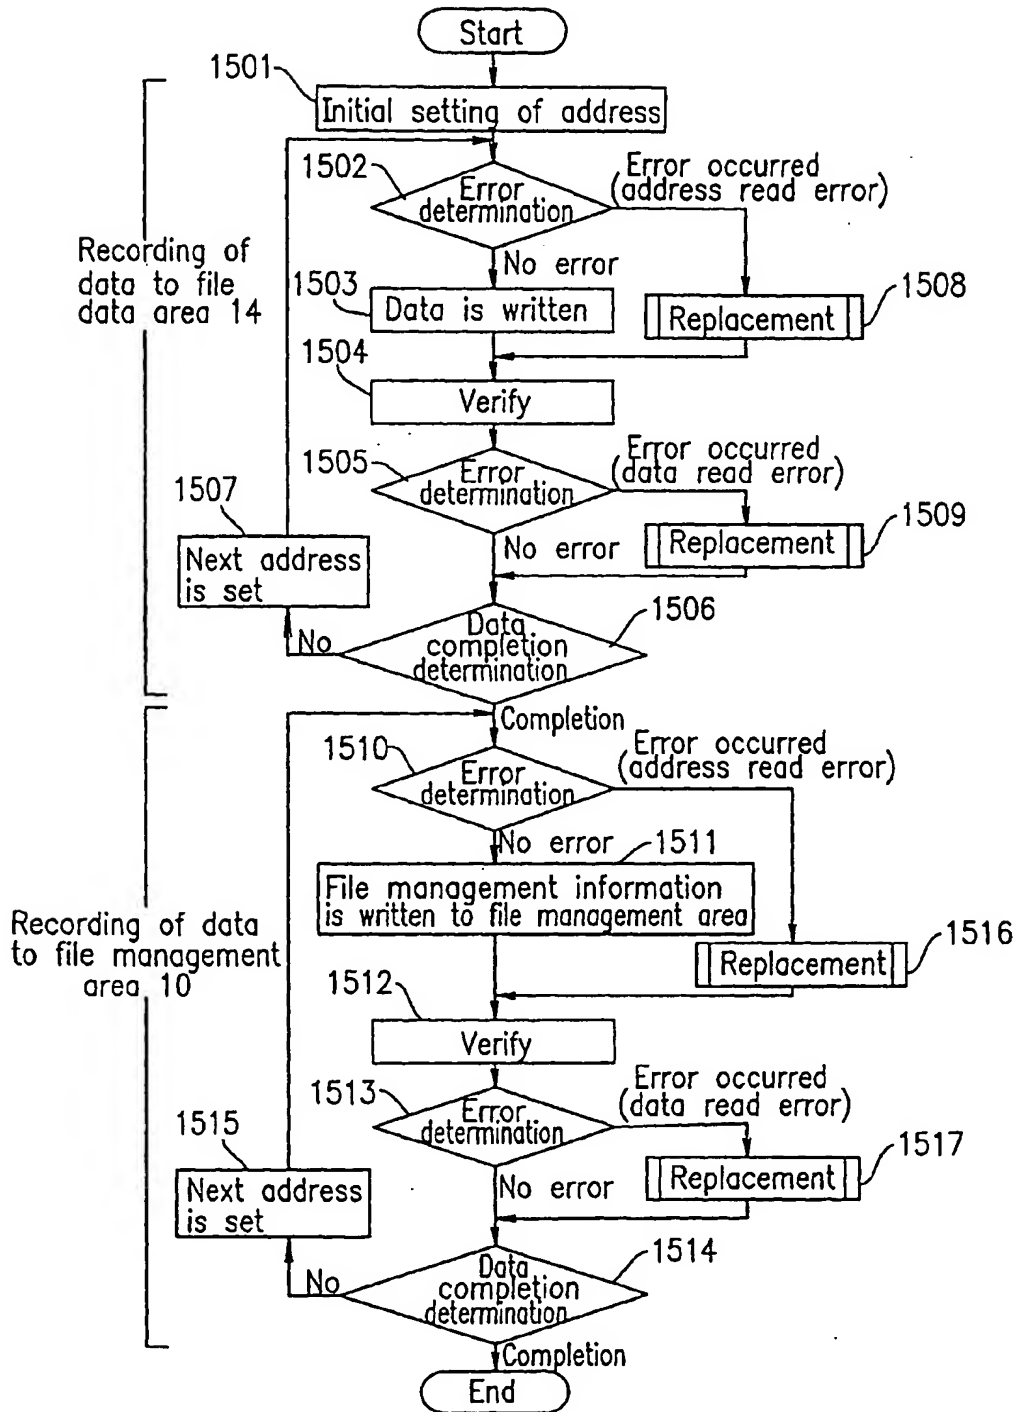 Start
1501
Initial setting of address
1502
Error
determination
Error occurred
(address read error)
No error
Recording of
data to file
data area 14
1503
Data is written
1508
Replacement
1504
Verify
1505
Error
determination
Error occurred
(data read error)
1507
Next address
is set
No error
1509
Replacement
1506
Data
completion
determination
No
Completion
1510
Error
determination
Error occurred
(address read error)
No error
1511
File management information
is written to file management area
Recording of data
to file management
area 10
1516
Replacement
1512
Verify
1513
Error
determination
Error occurred
(data read error)
1515
Next address
is set
No error
1517
Replacement
1514
Data
completion
determination
No
Completion
End